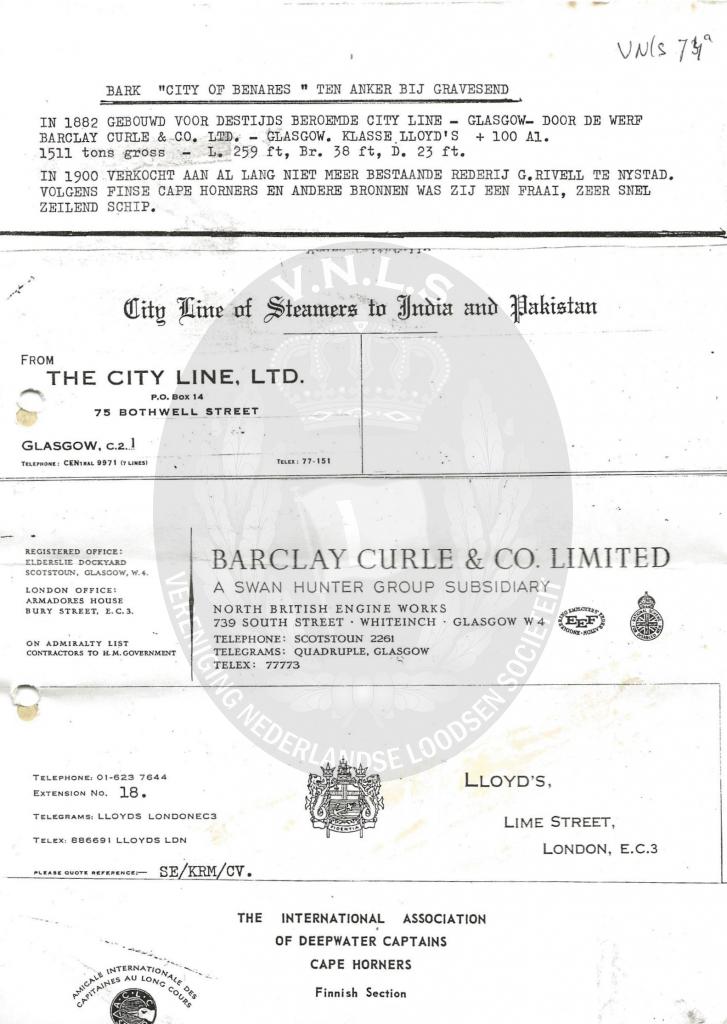 VNLS
BARK "CITY OF BENARES " TEN ANKER BIJ GRAVESEND
IN 1882 GEBOUWD VOOR DESTIJDS BEROEMDE CITY LINE - GLASGOW- DOOR DE WERF
BARCLAY CURLE & CO. LTD. - GLASGOW. KLASSE LLOYD'S + 100 A1.
1511 tons gross - L. 259 ft, Br. 38 ft, D. 23 ft.
IN 1900 VERKOCHT AAN AL LANG NIET MEER BESTAANDE REDERIJ G.RIVELL TE NYSTAD.
VOLGENS FINSE CAPE HORNERS EN ANDERE BRONNEN WAS ZIJ EEN FRAAI, ZEER SNEL
ZEILEND SCHIP.
V.N.L.S
City Line of Steamers to India and Pakistan
FROM
THE CITY LINE, LTD.
P.O. BOX 14
75 BOTHWELL STREET
GLASGOW, C.2.1
TELEPHONE: CENTRAL 9971 (7 LINES)
TELEX: 77-151
REGISTERED OFFICE:
ELDERSLIE DOCKYARD
SCOTSTOUN, GLASGOW, W.4.
LONDON OFFICE:
ARMADORES HOUSE
BURY STREET, E.C.3.
ON ADMIRALTY LIST
CONTRACTORS TO H.M. GOVERNMENT
BARCLAY CURLE & CO. LIMITED
A SWAN HUNTER GROUP SUBSIDIARY
NORTH BRITISH ENGINE WORKS
739 SOUTH STREET · WHITEINCH · GLASGOW W4
TELEPHONE: SCOTSTOUN 2261
TELEGRAMS: QUADRUPLE, GLASGOW
TELEX: 77773
EEF
VERENIGING NEDERLANDSE LOODSEN SOCIETEIT
TELEPHONE: 01-623 7644
EXTENSION NO. 18.
TELEGRAMS: LLOYDS LONDONEC3
TELEX: 886691 LLOYDS LDN
PLEASE QUOTE REFERENCE:— SE/KRM/CV.
FIDENTIA
LLOYD'S,
LIME STREET,
LONDON, E.C.3
THE INTERNATIONAL ASSOCIATION
OF DEEPWATER CAPTAINS
CAPE HORNERS
Finnish Section
AMICALE INTERNATIONALE DES
CAPITAINES AU LONG COURS
A.I.C.L.C